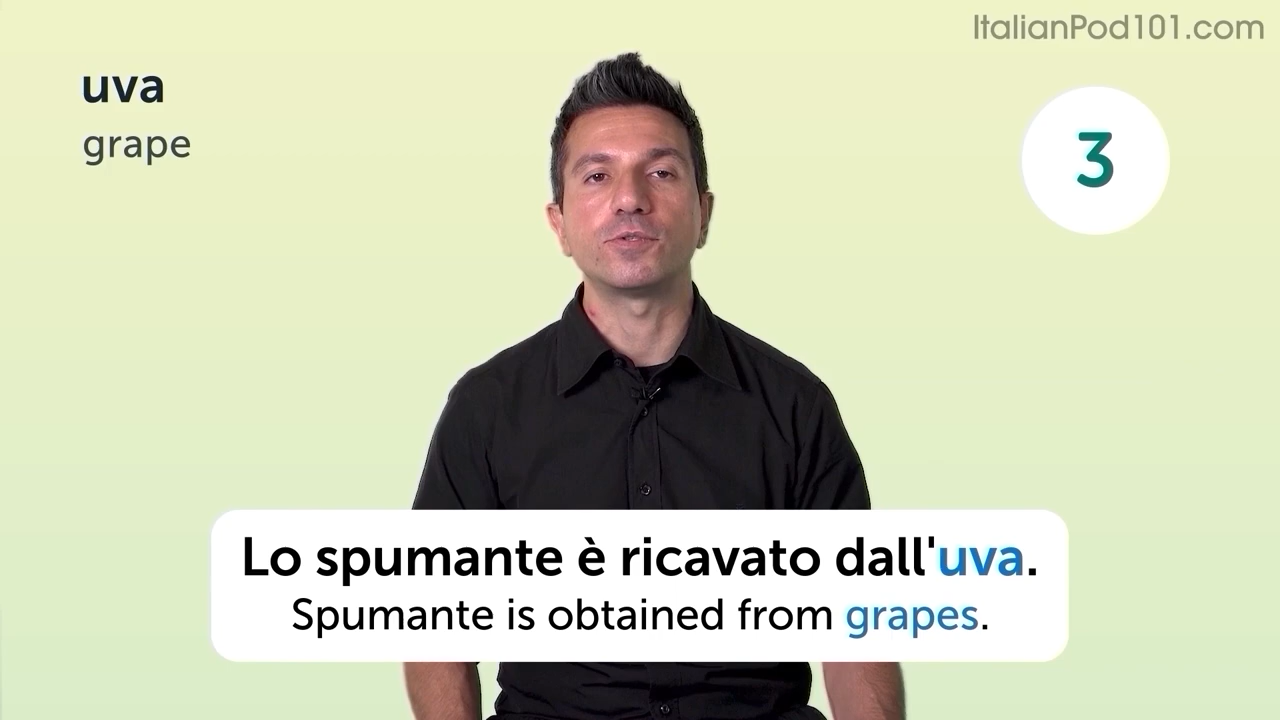 ItalianPod101.com
uva
grape
3
Lo spumante è ricavato dall'uva.
Spumante is obtained from grapes.